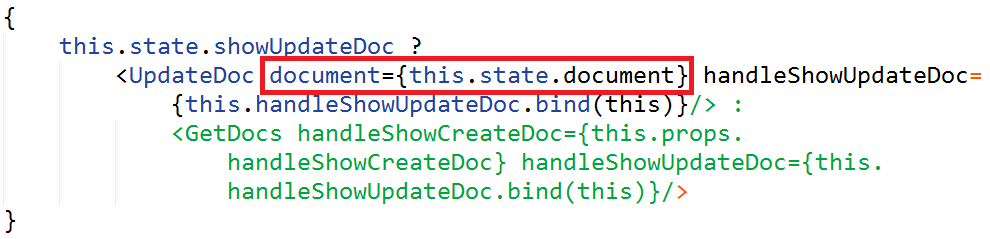 {
this.state.showUpdateDoc ?
<UpdateDoc document={this.state.document} handleShowUpdateDoc=
{this.handleShowUpdateDoc.bind(this)}/> :
<GetDocs handleShowCreateDoc={this.props.
handleShowCreateDoc} handleShowUpdateDoc={this.
handleShowUpdateDoc.bind(this)}/>
}